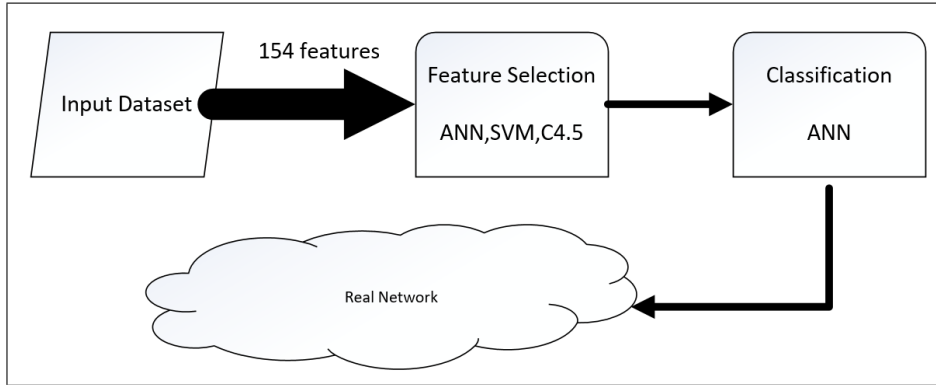 154 features
Input Dataset
Feature Selection
ANN,SVM,C4.5
Classification
ANN
Real Network